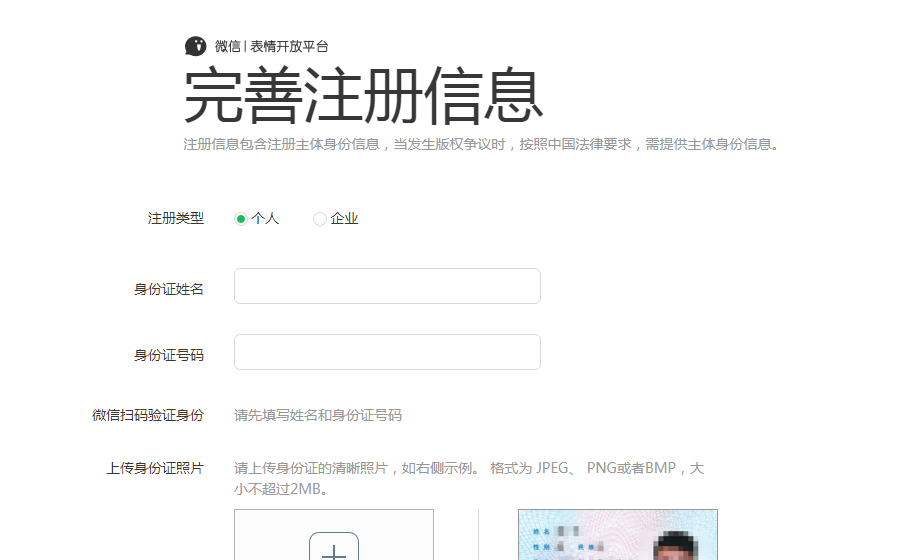 微信 | 表情开放平台
完善注册信息
注册信息包含注册主体身份信息，当发生版权争议时，按照中国法律要求，需提供主体身份信息。
注册类型 个人 企业
身份证姓名
身份证号码
微信扫码验证身份 请先填写姓名和身份证号码
上传身份证照片 请上传身份证的清晰照片，如右侧示例。 格式为 JPEG、 PNG或者BMP，大
小不超过2MB。
姓 名
性 别 民 族